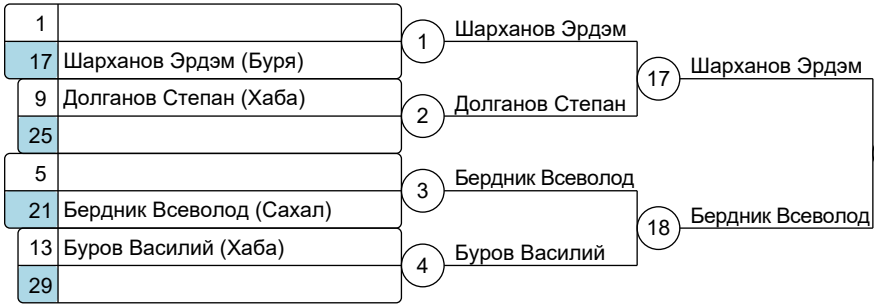 1
17 Шарханов Эрдэм (Буря)
9 Долганов Степан (Хаба)
25
5
21 Бердник Всеволод (Сахал)
13 Буров Василий (Хаба)
29
1 Шарханов Эрдэм
2 Долганов Степан
3 Бердник Всеволод
4 Буров Василий
17 Шарханов Эрдэм
18 Бердник Всеволод